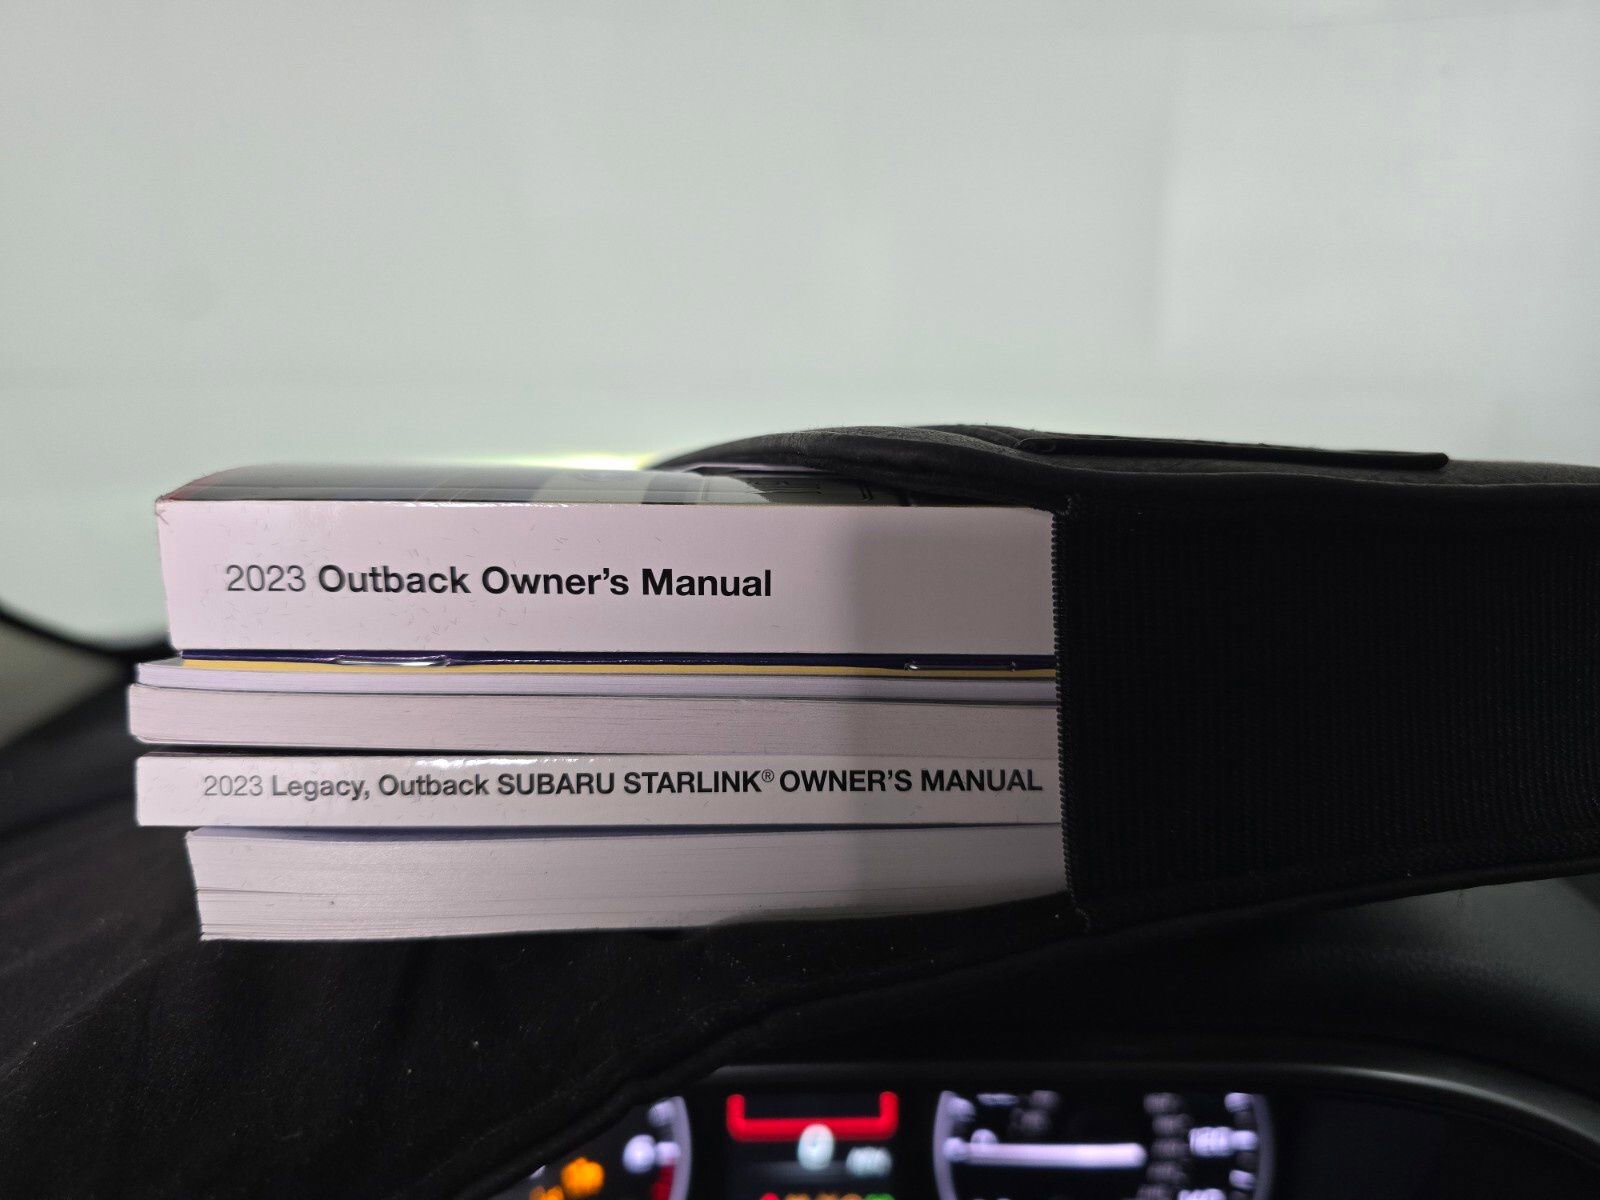 2023 Outback Owner's Manual
2023 Legacy, Outback SUBARU STARLINK® OWNER'S MANUAL